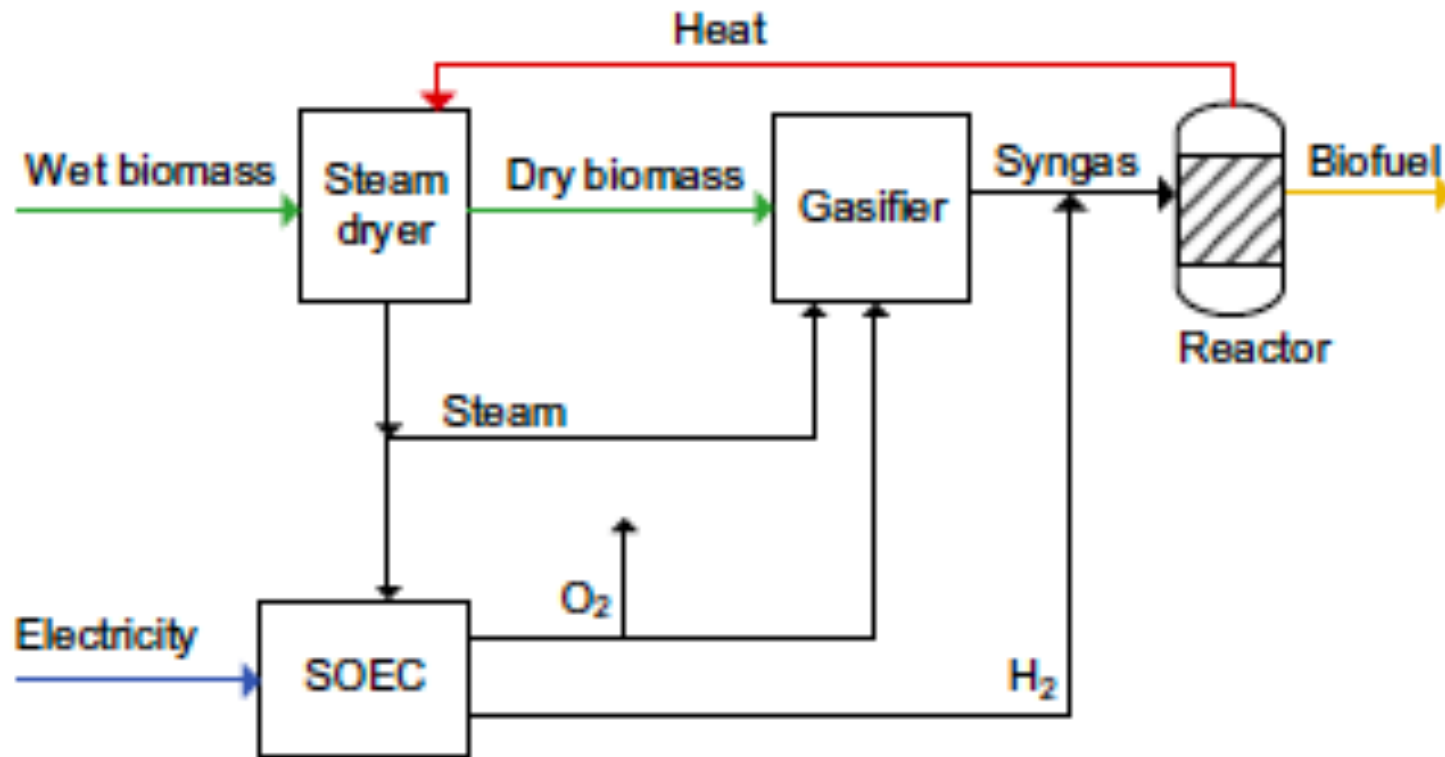 Heat
Wet biomass
Steam
dryer
Dry biomass
Gasifier
Syngas
Biofuel
Reactor
Steam
O₂
Electricity
SOEC
H₂